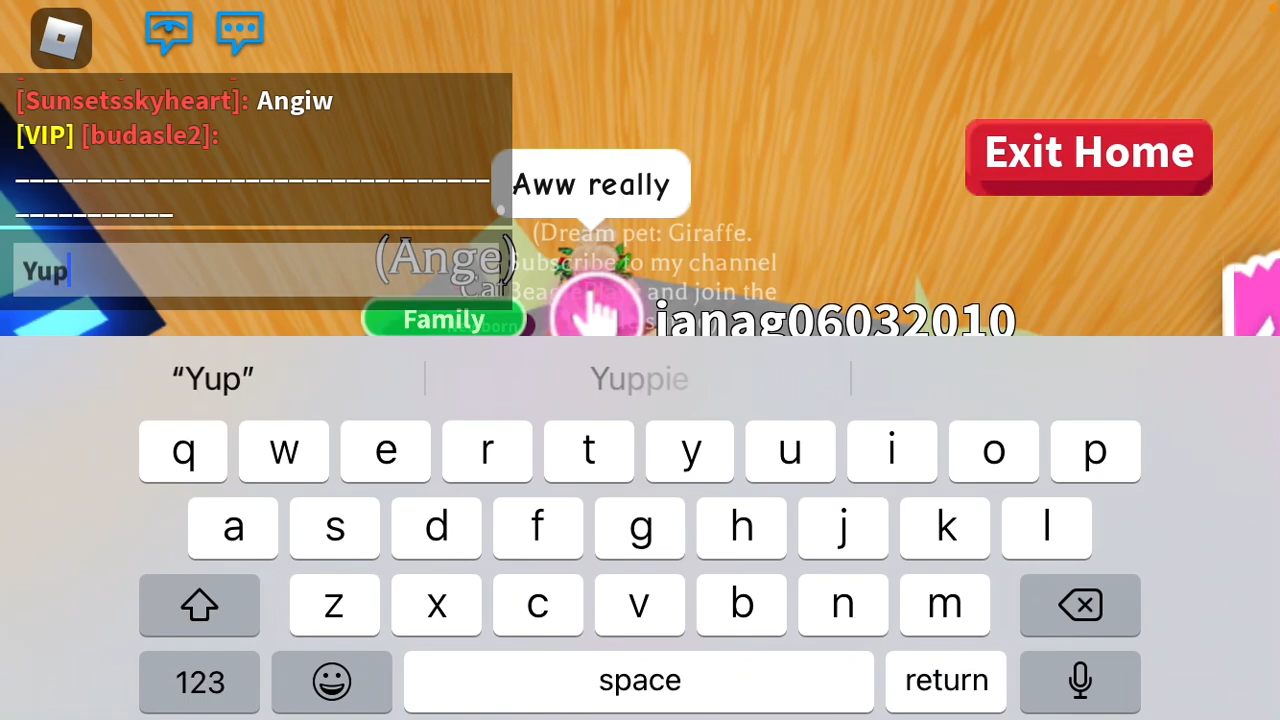 [Sunsetsskyheart]: Angiw
[VIP] [budasle2]:
_________________________________
___________
Aww really
Exit Home
Yup
(Ange)
(Dream pet: Giraffe.
Subscribe to my channel
and join the
Family
janag06032010
“Yup”
Yuppie
q w e r t y u i o p
a s d f g h j k l
z x c v b n m
123
space
return